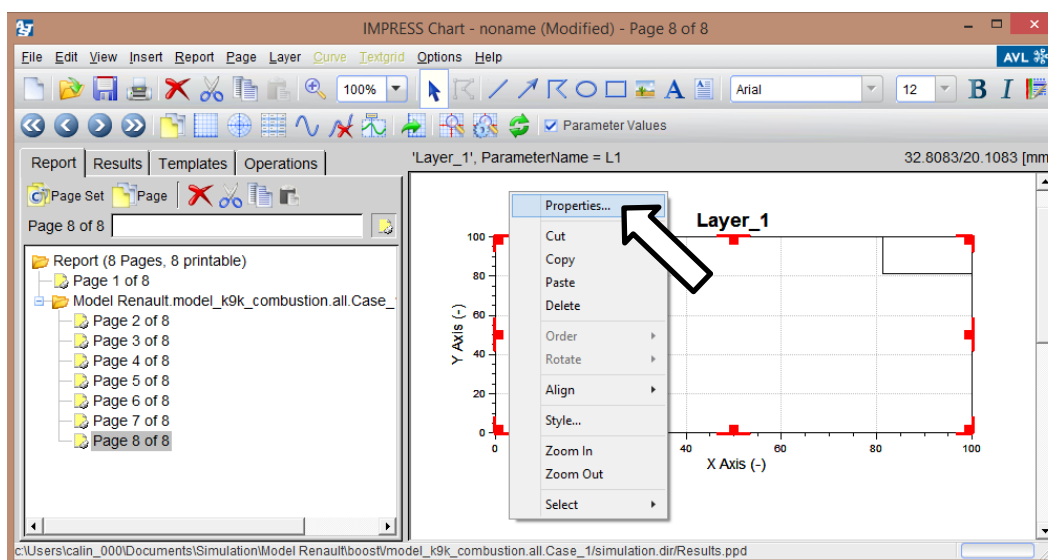 IMPRESS Chart - noname (Modified) - Page 8 of 8
File Edit View Insert Report Page Layer Curve Textgrid Options Help
AVL
100%
A
Arial
12
B I
Parameter Values
Report Results Templates Operations
'Layer_1', ParameterName = L1
32.8083/20.1083 [mm
Page Set Page
Page 8 of 8
Report (8 Pages, 8 printable)
Page 1 of 8
Model Renault.model_k9k_combustion.all.Case_
Page 2 of 8
Page 3 of 8
Page 4 of 8
Page 5 of 8
Page 6 of 8
Page 7 of 8
Page 8 of 8
Properties...
Cut
Copy
Paste
Delete
Order
Rotate
Align
Style...
Zoom In
Zoom Out
Select
Layer_1
Y Axis (-)
100
80
60
40
20
0
0 40 60 80 100
X Axis (-)
c:\Users\calin_000\Documents\Simulation\Model Renault\boost/model_k9k_combustion.all.Case_1/simulation.dir/Results.ppd